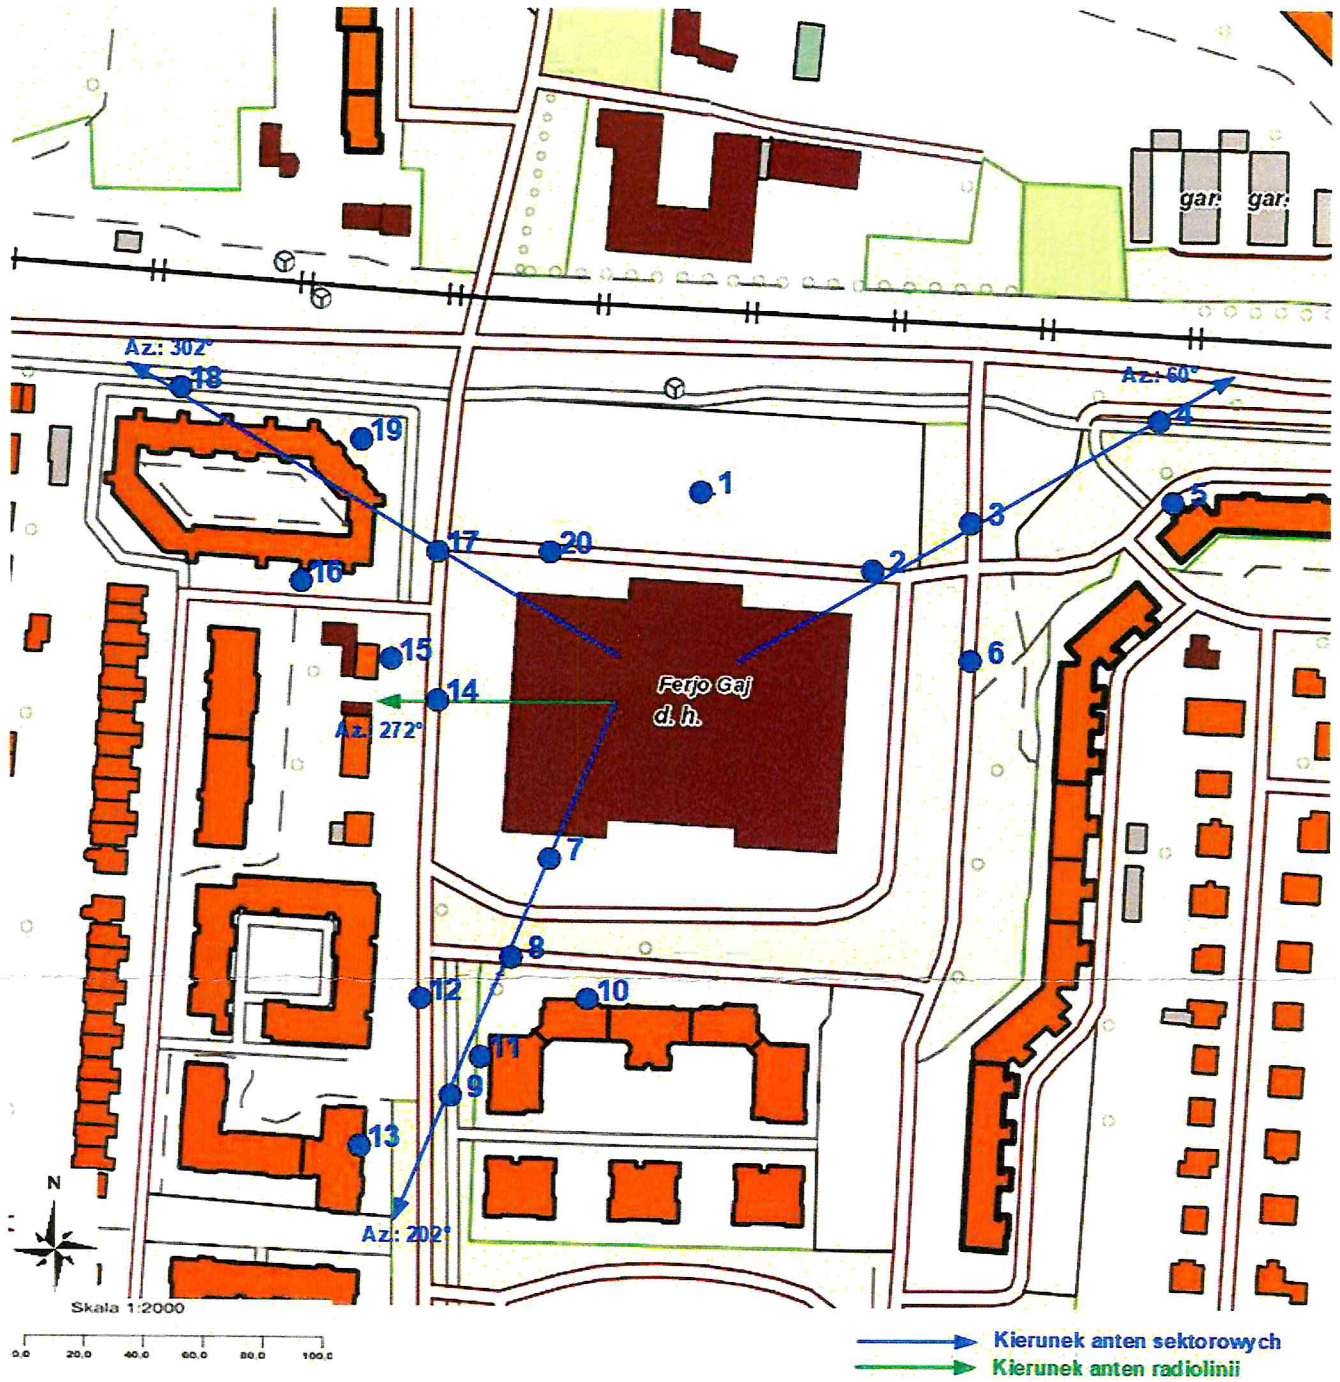 gar.
gar.
Az.: 302°
18
Az.: 60°
4
19
1
5
3
17
20
2
16
15
6
Ferjo Gaj
d. h.
14
Az.: 272°
7
8
12
10
11
9
13
N
Az.: 202°
Skala 1:2000
0,0 20,0 40,0 60,0 80,0 100,0
Kierunek anten sektorowych
Kierunek anten radiolinii